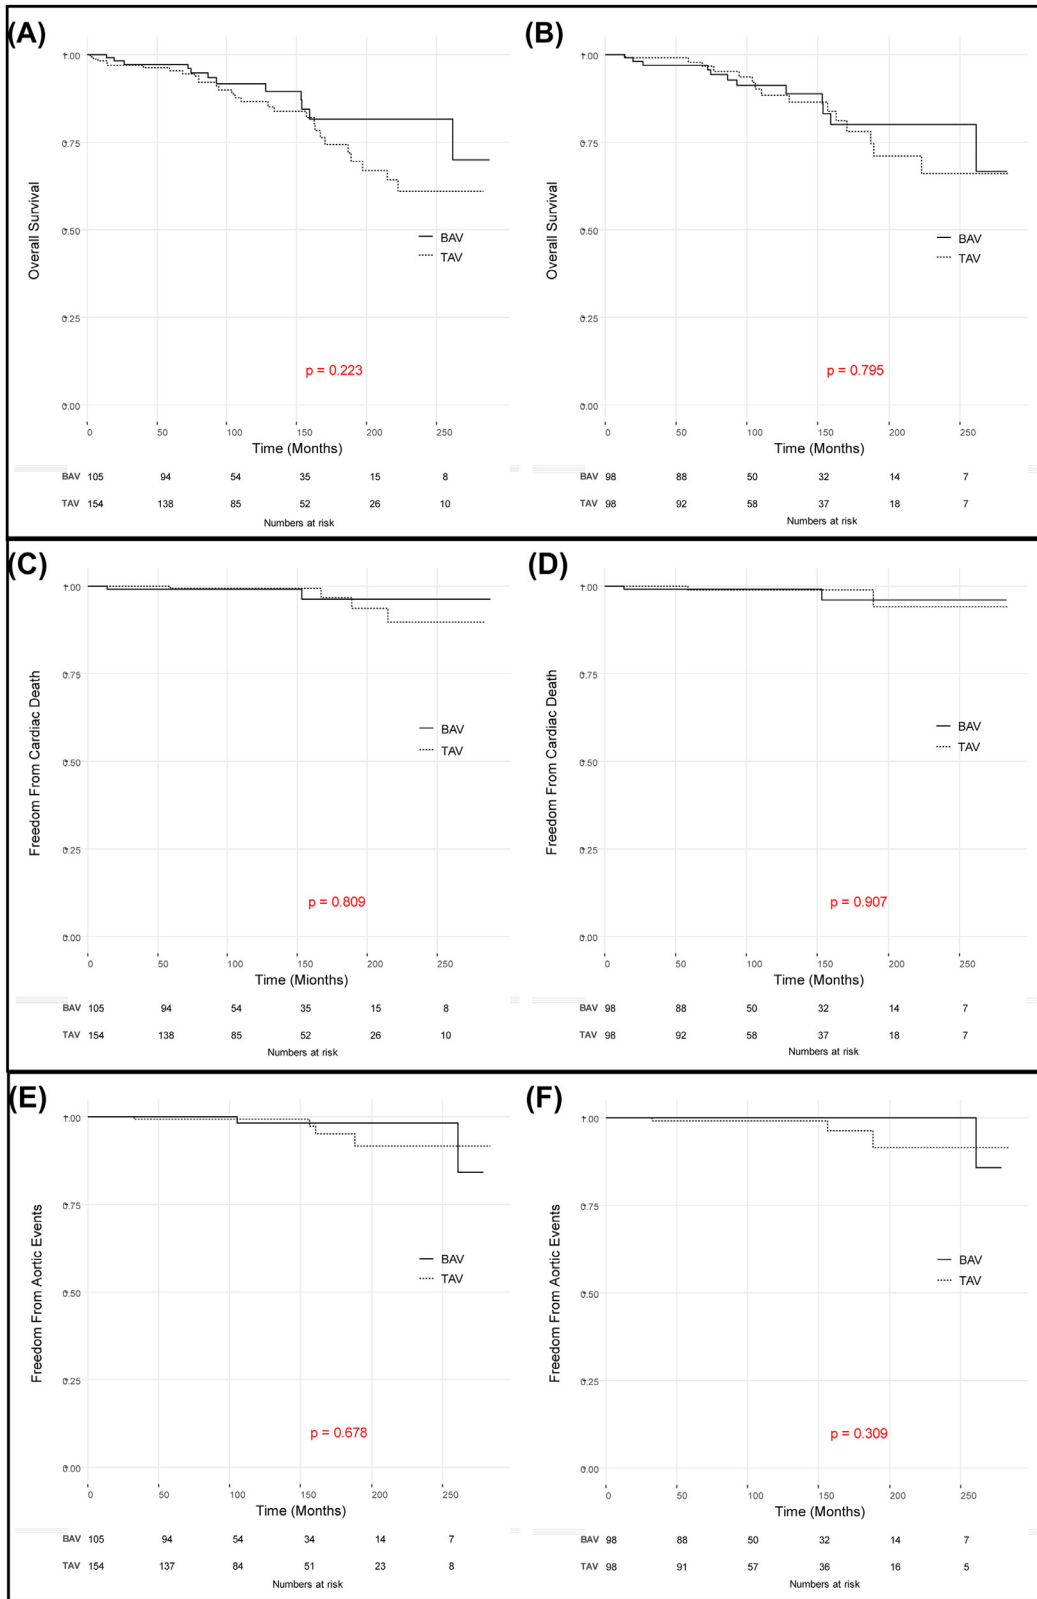 (A)
1.00
0.75
0.50
0.25
0.00
Overall Survival
BAV
TAV
p = 0.223
0 50 100 150 200 250
Time (Months)
BAV 105 94 54 35 15 8
TAV 154 138 85 52 26 10
Numbers at risk
(B)
1.00
0.75
0.50
0.25
0.00
Overall Survival
BAV
TAV
p = 0.795
0 50 100 150 200 250
Time (Months)
BAV 98 88 50 32 14 7
TAV 98 92 58 37 18 7
Numbers at risk
(C)
1.00
0.75
0.50
0.25
0.00
Freedom From Cardiac Death
BAV
TAV
p = 0.809
0 50 100 150 200 250
Time (Mionths)
BAV 105 94 54 35 15 8
TAV 154 138 85 52 26 10
Numbers at risk
(D)
1.00
0.75
0.50
0.25
0.00
Freedom From Cardiac Death
BAV
TAV
p = 0.907
0 50 100 150 200 250
Time (Months)
BAV 98 88 50 32 14 7
TAV 98 92 58 37 18 7
Numbers at risk
(E)
1.00
0.75
0.50
0.25
0.00
Freedom From Aortic Events
BAV
TAV
p = 0.678
0 50 100 150 200 250
Time (Months)
BAV 105 94 54 34 14 7
TAV 154 137 84 51 23 8
Numbers at risk
(F)
1.00
0.75
0.50
0.25
0.00
Freedom From Aortic Events
BAV
TAV
p = 0.309
0 50 100 150 200 250
Time (Months)
BAV 98 88 50 32 14 7
TAV 98 91 57 36 16 5
Numbers at risk